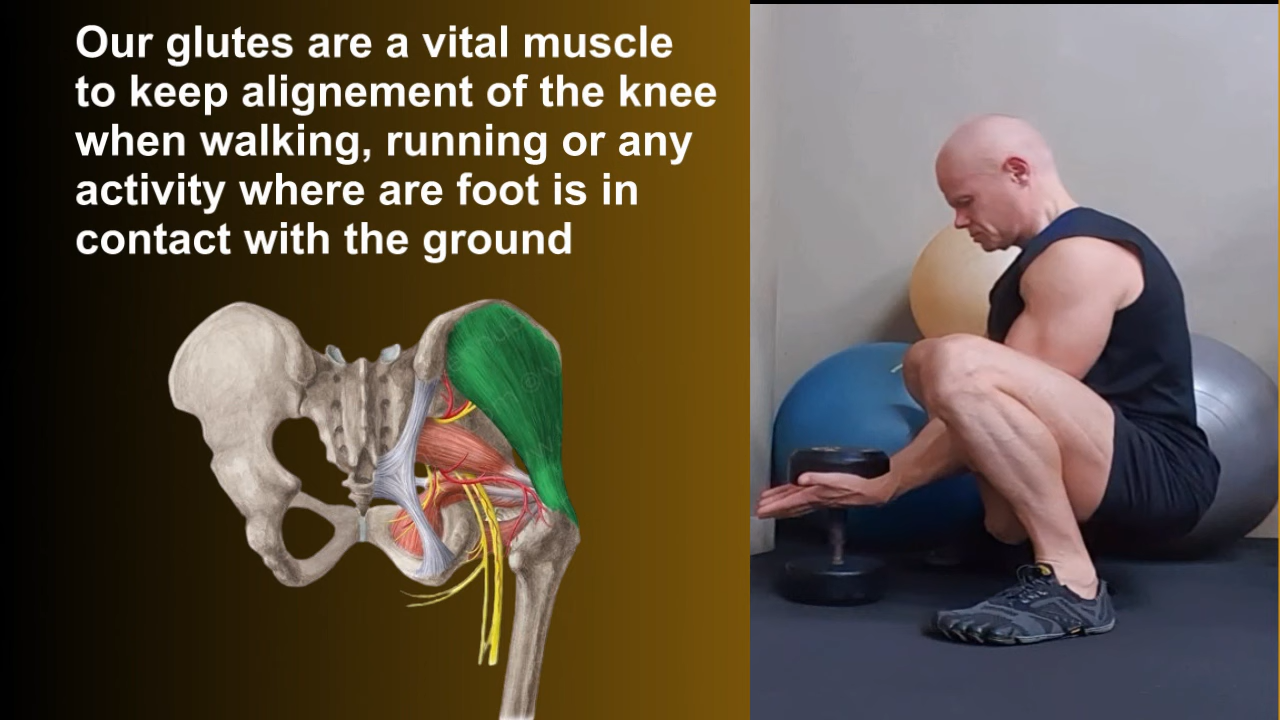 Our glutes are a vital muscle
to keep alignement of the knee
when walking, running or any
activity where are foot is in
contact with the ground